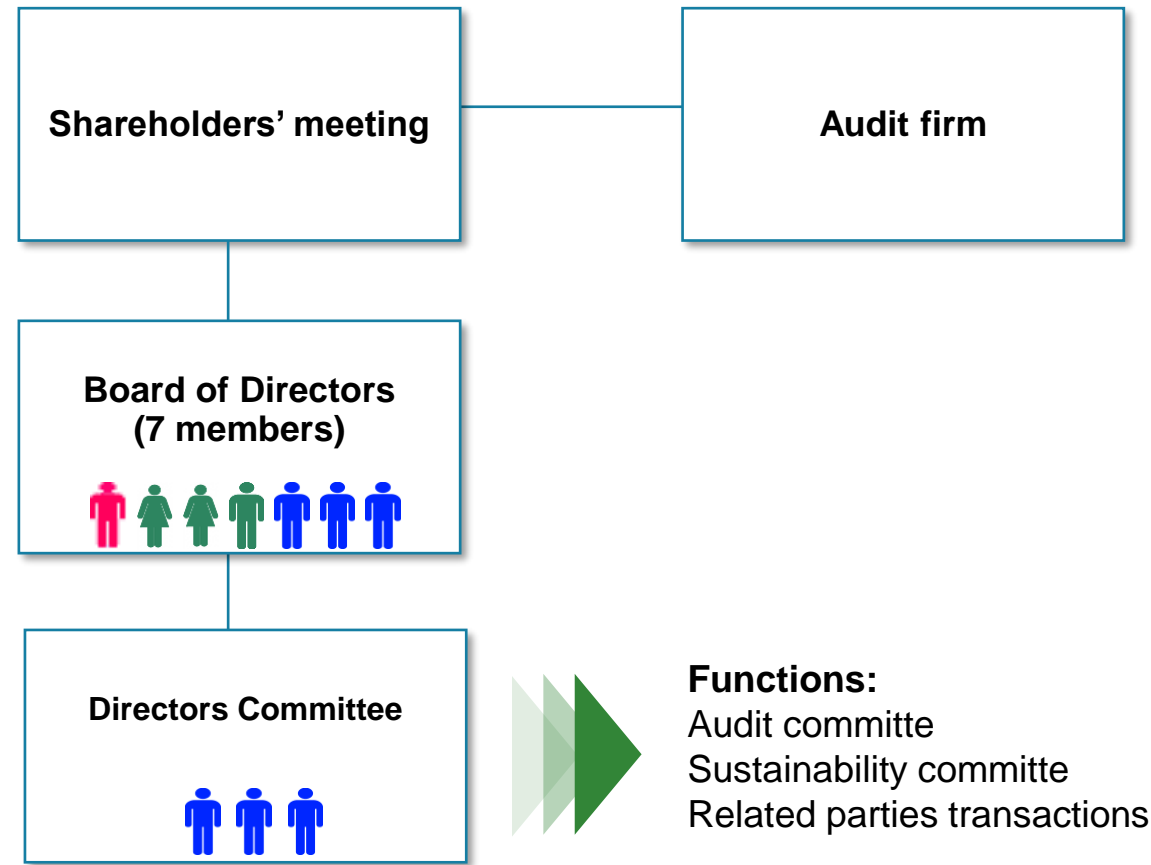 Shareholders’ meeting
Audit firm
Board of Directors
(7 members)
Directors Committee
Functions:
Audit committe
Sustainability committe
Related parties transactions